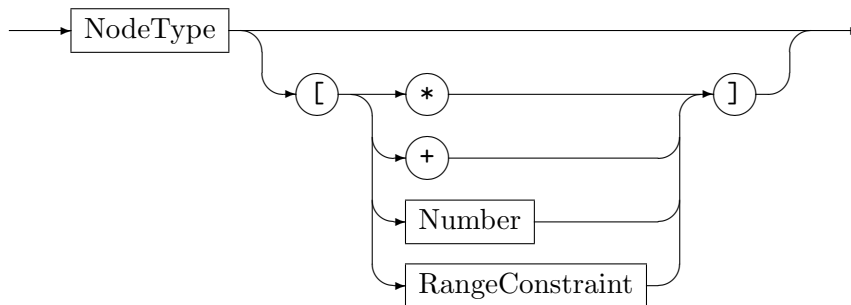 NodeType
[ * ]
+
Number
RangeConstraint